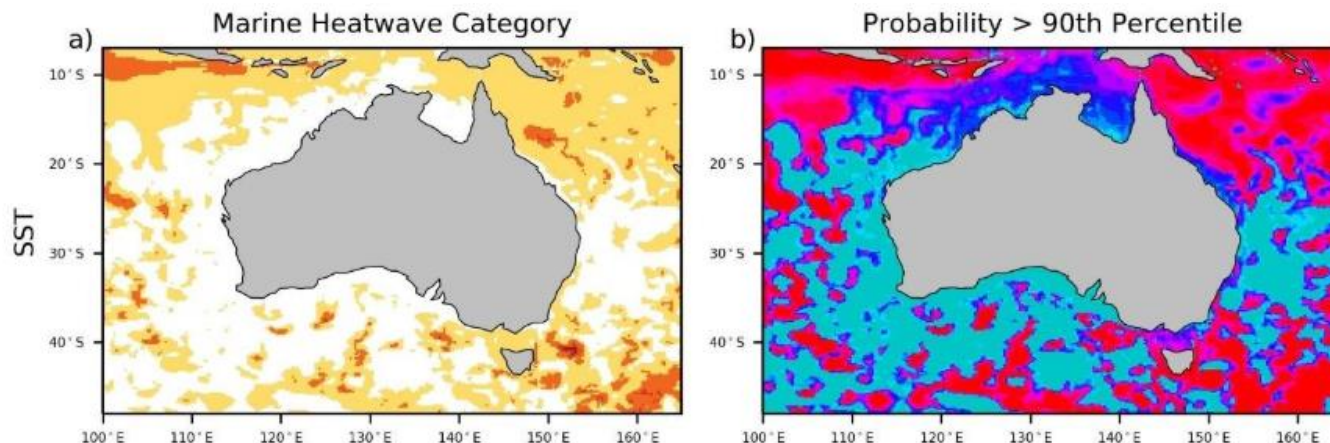 Marine Heatwave Category
Probability > 90th Percentile
a)
b)
SST
10°S
20°S
30°S
40°S
100°E 110°E 120°E 130°E 140°E 150°E 160°E
10°S
20°S
30°S
40°S
100°E 110°E 120°E 130°E 140°E 150°E 160°E